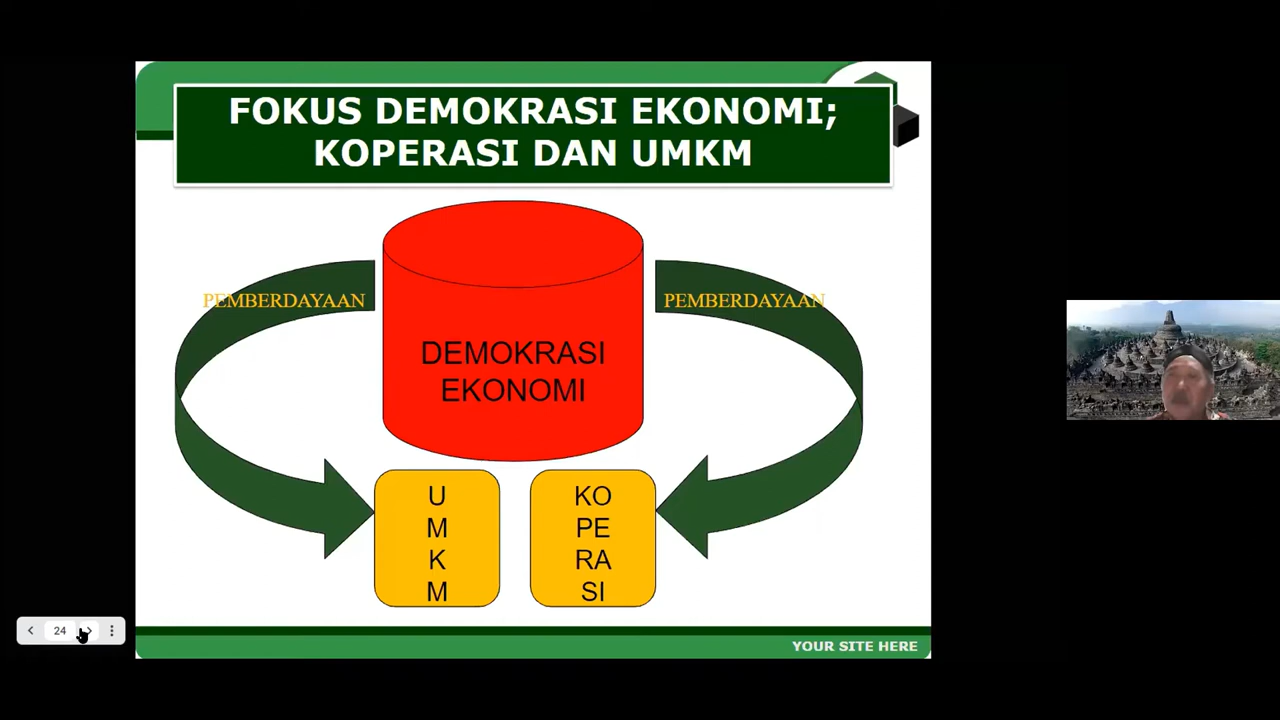 FOKUS DEMOKRASI EKONOMI;
KOPERASI DAN UMKM
PEMBERDAYAAN
PEMBERDAYAAN
DEMOKRASI
EKONOMI
U
M
K
M
KO
PE
RA
SI
24
YOUR SITE HERE